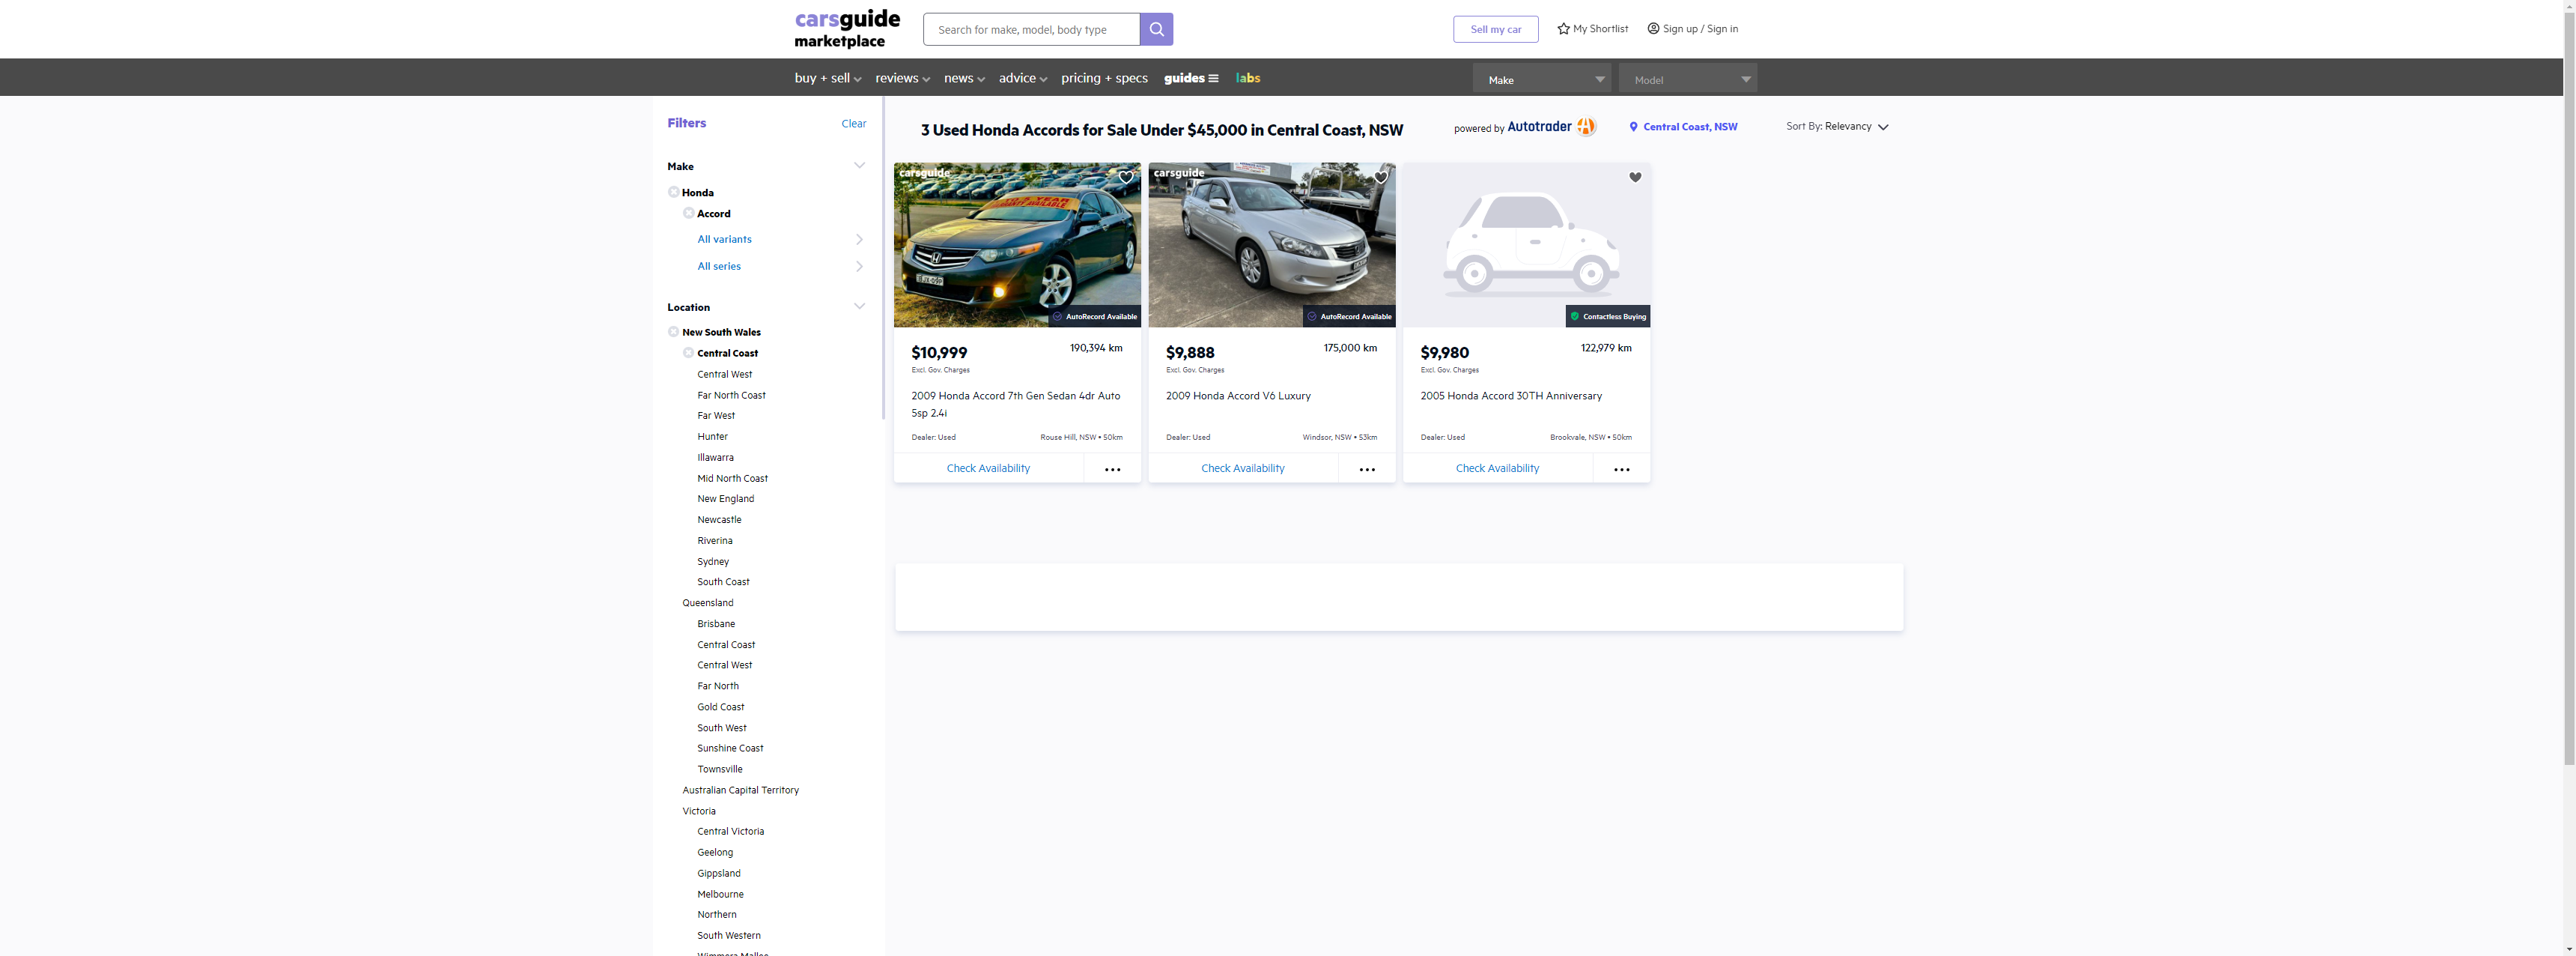 carsguide
marketplace
Search for make, model, body type
Sell my car
My Shortlist
Sign up / Sign in
buy + sell
reviews
news
advice
pricing + specs
guides
labs
Make
Model
Filters
Clear
Make
Honda
Accord
All variants
All series
Location
New South Wales
Central Coast
Central West
Far North Coast
Far West
Hunter
Illawarra
Mid North Coast
New England
Newcastle
Riverina
Sydney
South Coast
Queensland
Brisbane
Central Coast
Central West
Far North
Gold Coast
South West
Sunshine Coast
Townsville
Australian Capital Territory
Victoria
Central Victoria
Geelong
Gippsland
Melbourne
Northern
South Western
3 Used Honda Accords for Sale Under $45,000 in Central Coast, NSW
powered by Autotrader
Central Coast, NSW
Sort By: Relevancy
carsguide
AutoRecord Available
$10,999
190,394 km
Excl. Gov. Charges
2009 Honda Accord 7th Gen Sedan 4dr Auto
5sp 2.4i
Dealer: Used
Rouse Hill, NSW • 50km
Check Availability
carsguide
AutoRecord Available
$9,888
175,000 km
Excl. Gov. Charges
2009 Honda Accord V6 Luxury
Dealer: Used
Windsor, NSW • 53km
Check Availability
Contactless Buying
$9,980
122,979 km
Excl. Gov. Charges
2005 Honda Accord 30TH Anniversary
Dealer: Used
Brookvale, NSW • 50km
Check Availability